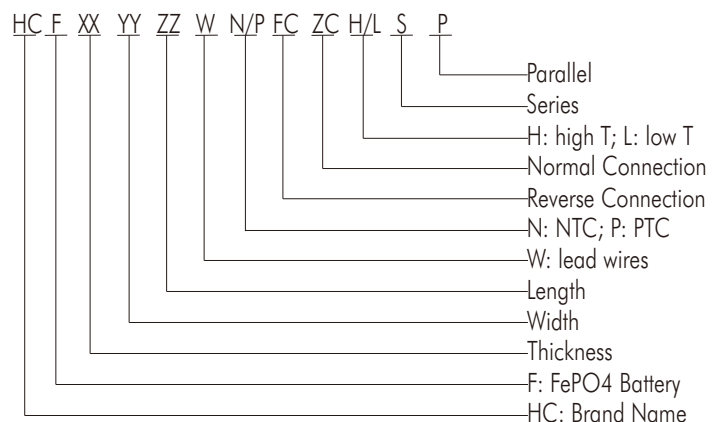 HC F XX YY ZZ W N/P FC ZC H/L S P
Parallel
Series
H: high T; L: low T
Normal Connection
Reverse Connection
N: NTC; P: PTC
W: lead wires
Length
Width
Thickness
F: FePO4 Battery
HC: Brand Name